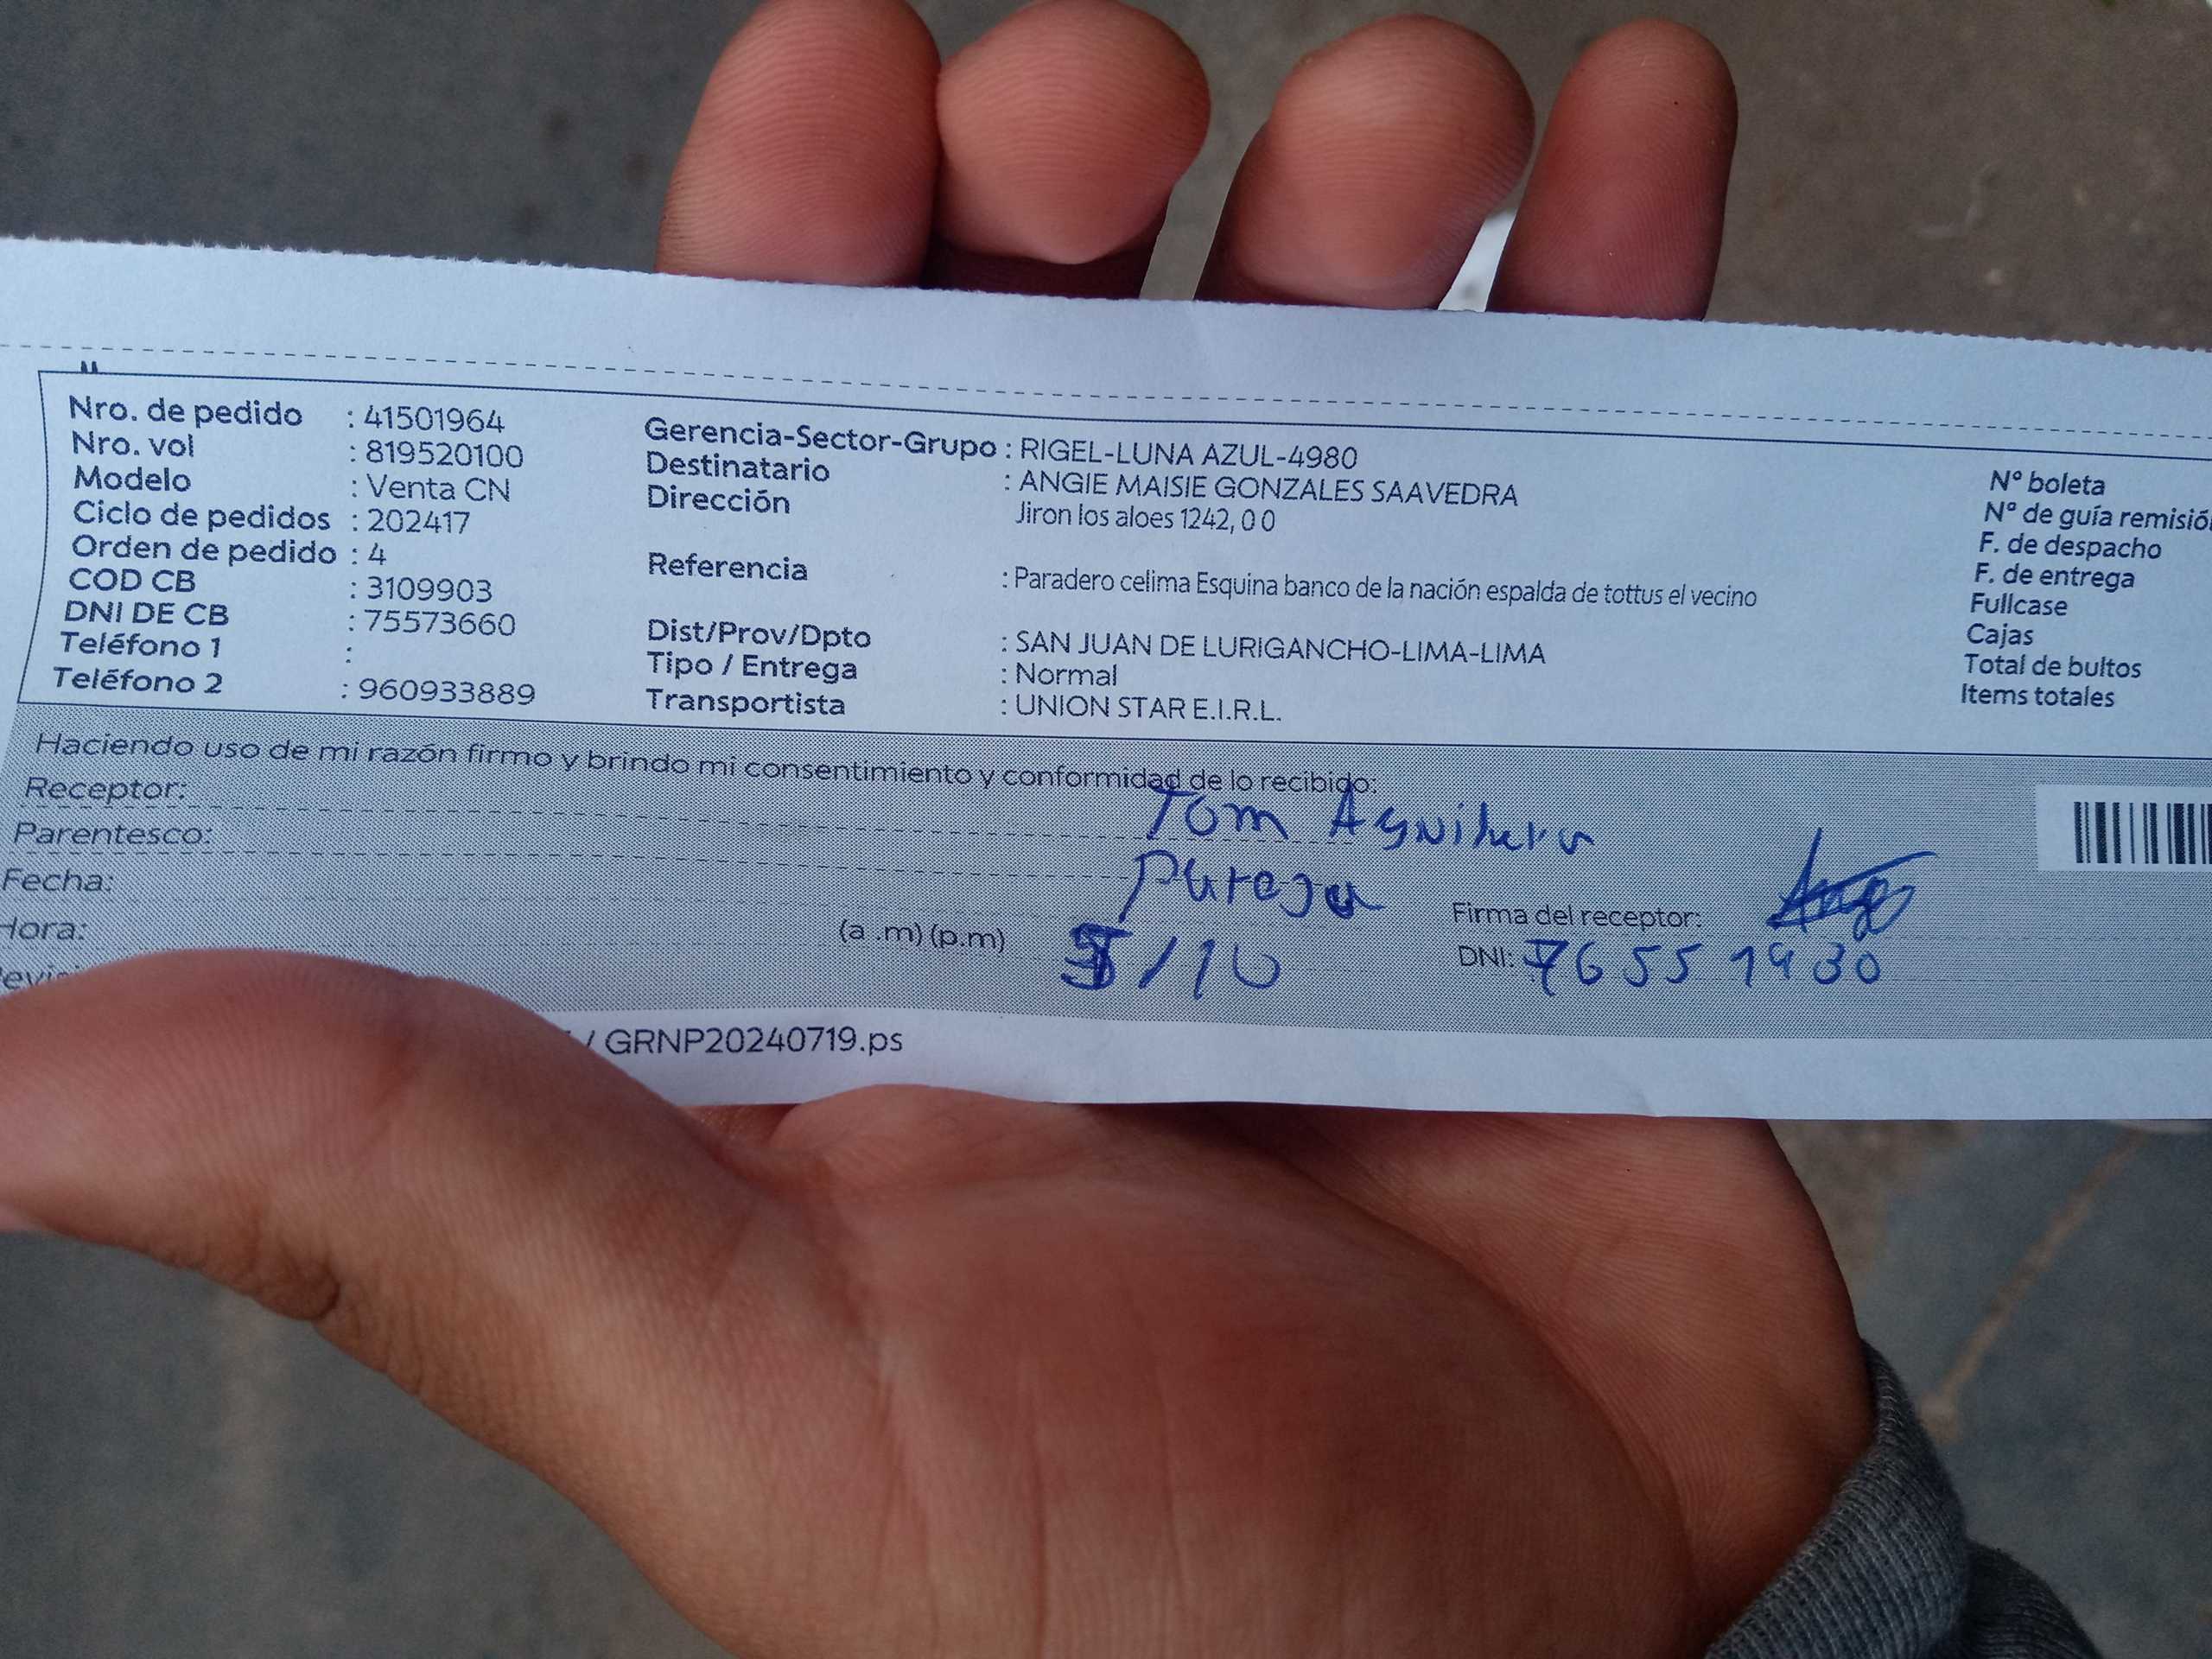 Nro. de pedido : 41501964
Nro. vol : 819520100
Modelo : Venta CN
Ciclo de pedidos : 202417
Orden de pedido : 4
COD CB : 3109903
DNI DE CB : 75573660
Teléfono 1 :
Teléfono 2 : 960933889
Gerencia-Sector-Grupo : RIGEL-LUNA AZUL-4980
Destinatario : ANGIE MAISIE GONZALES SAAVEDRA
Dirección Jiron los aloes 1242, 0 0
Referencia : Paradero celima Esquina banco de la nación espalda de tottus el vecino
Dist/Prov/Dpto : SAN JUAN DE LURIGANCHO-LIMA-LIMA
Tipo / Entrega : Normal
Transportista : UNION STAR E.I.R.L.
Nº boleta
Nº de guía remisió
F. de despacho
F. de entrega
Fullcase
Cajas
Total de bultos
Items totales
Haciendo uso de mi razón firmo y brindo mi consentimiento y conformidad de lo recibido:
Receptor: Tom Aguilera
Parentesco: Pareja
Fecha: 5/10
Hora: (a .m) (p.m)
Firma del receptor:
DNI: 76551930
/ GRNP20240719.ps